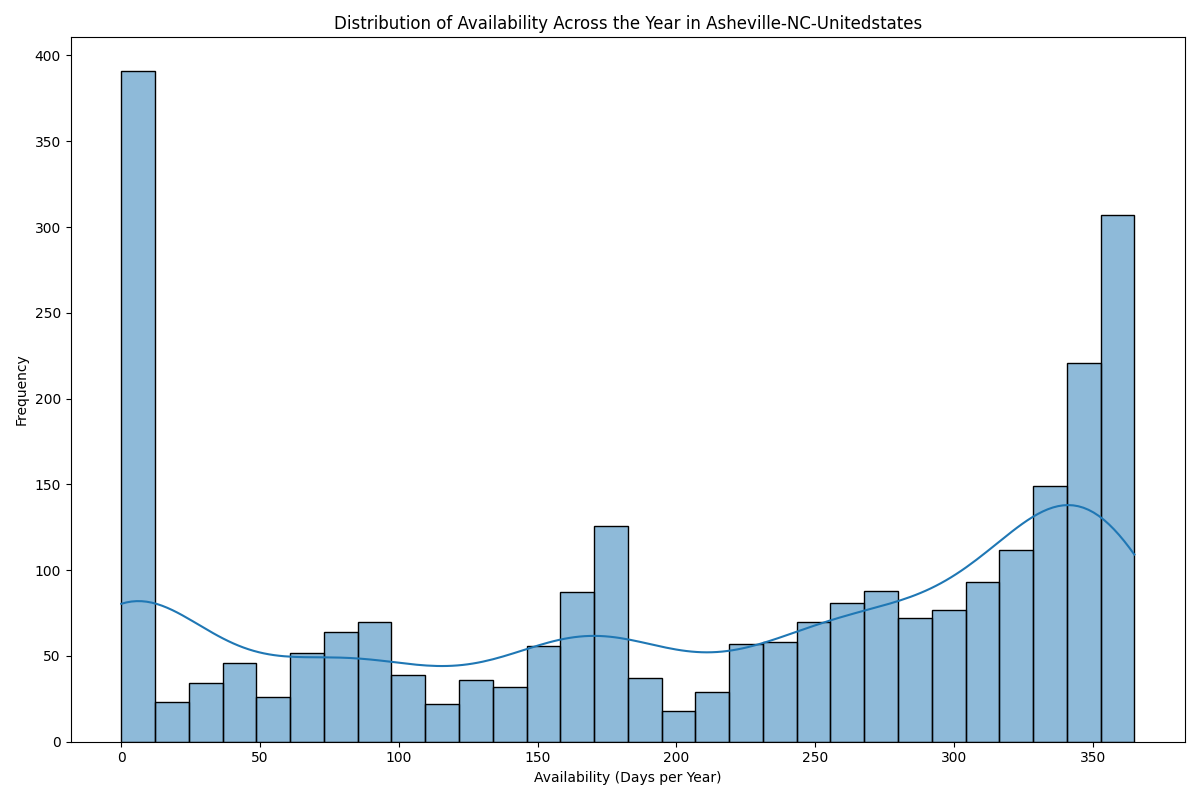 Distribution of Availability Across the Year in Asheville-NC-Unitedstates
400
350
300
250
200
150
100
50
0
Frequency
0 50 100 150 200 250 300 350
Availability (Days per Year)